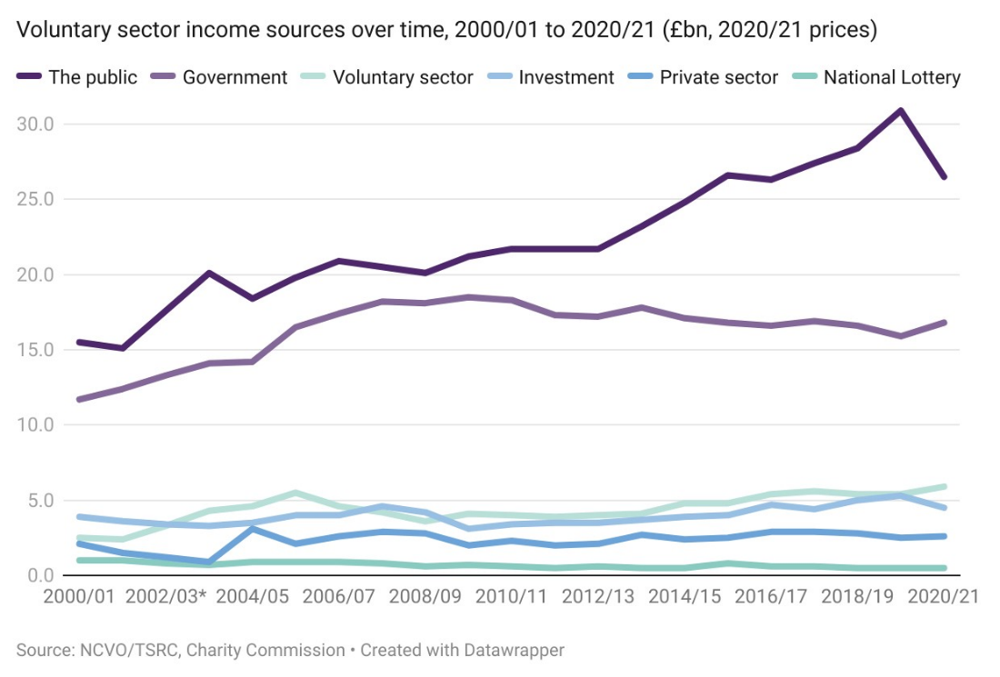 Voluntary sector income sources over time, 2000/01 to 2020/21 (£bn, 2020/21 prices)
The public Government Voluntary sector Investment Private sector National Lottery
30.0
25.0
20.0
15.0
10.0
5.0
0.0
2000/01 2002/03* 2004/05 2006/07 2008/09 2010/11 2012/13 2014/15 2016/17 2018/19 2020/21
Source: NCVO/TSRC, Charity Commission • Created with Datawrapper